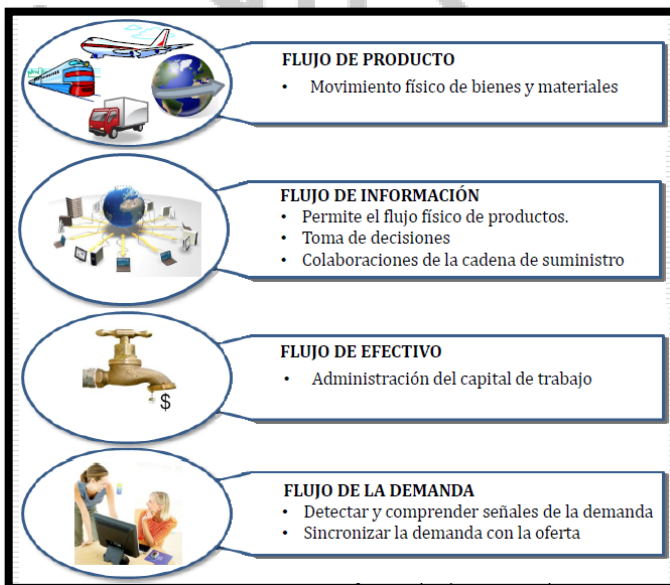 FLUJO DE PRODUCTO
• Movimiento físico de bienes y materiales
FLUJO DE INFORMACIÓN
• Permite el flujo físico de productos.
• Toma de decisiones
• Colaboraciones de la cadena de suministro
$
FLUJO DE EFECTIVO
• Administración del capital de trabajo
FLUJO DE LA DEMANDA
• Detectar y comprender señales de la demanda
• Sincronizar la demanda con la oferta